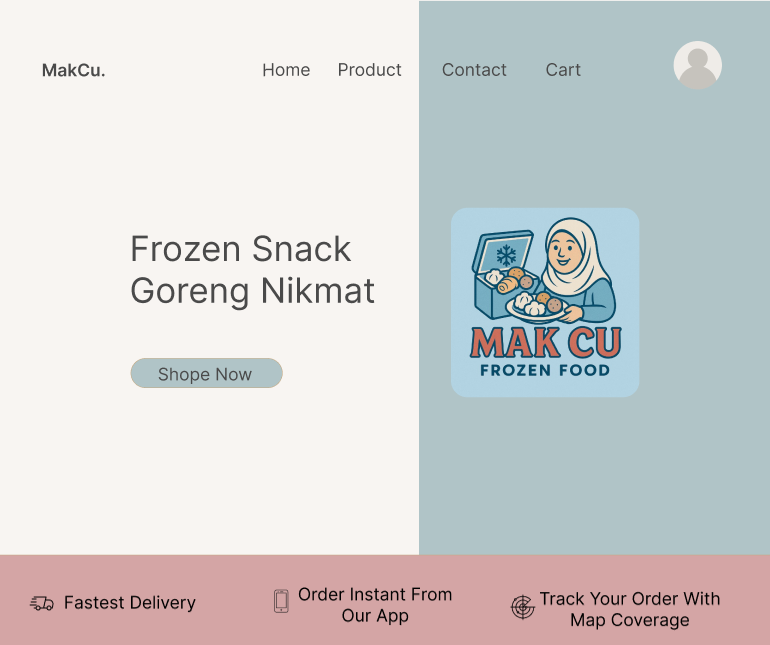 MakCu.
Home
Product
Contact
Cart
Frozen Snack
Goreng Nikmat
Shope Now
MAK CU
FROZEN FOOD
Fastest Delivery
Order Instant From
Our App
Track Your Order With
Map Coverage